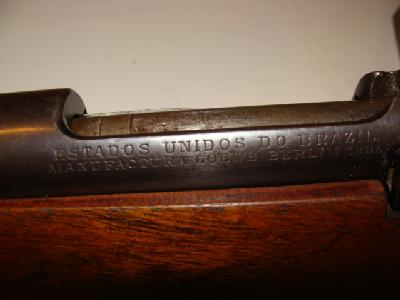 ESTADOS UNIDOS DO BRAZIL.
MANUFACTURA LOEWE BERLIN